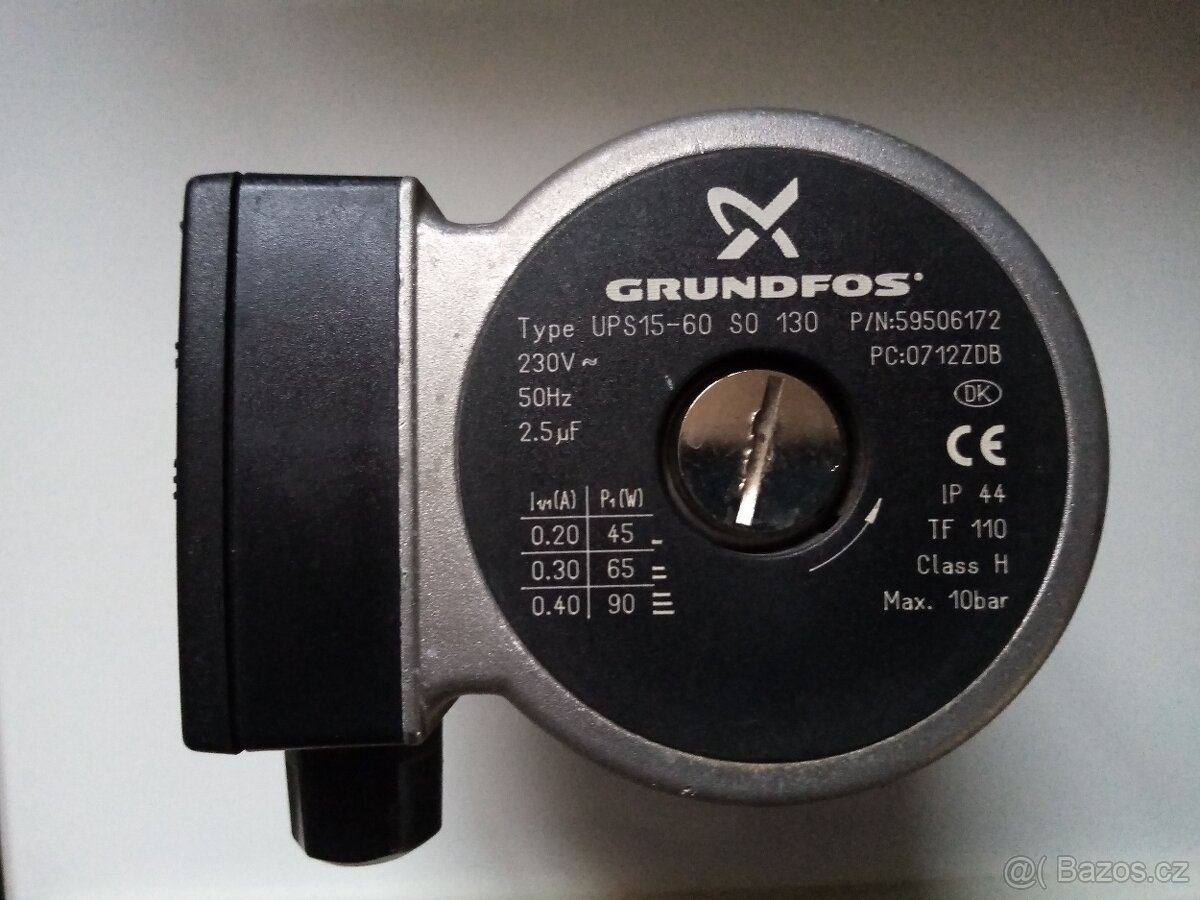 GRUNDFOS
Type UPS15-60 SO 130 P/N:59506172
230V ~ PC:0712ZDB
50Hz DK
2.5µF CE
I1/1(A) P1(W) IP 44
0.20 45 TF 110
0.30 65 Class H
0.40 90 Max. 10bar
@( Bazos.cz